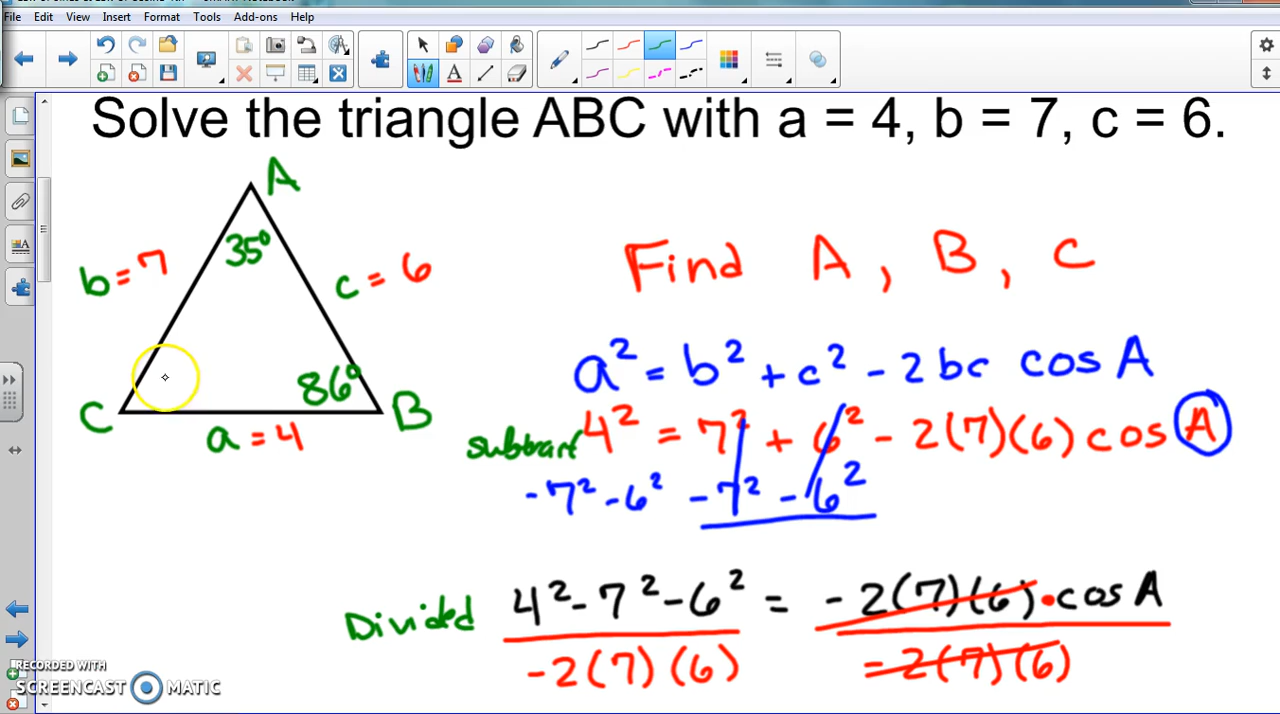 File Edit View Insert Format Tools Add-ons Help
Solve the triangle ABC with a = 4, b = 7, c = 6.
A
35°
b = 7
c = 6
Find A , B , C
86°
C
B
a = 4
a² = b² + c² - 2bc cos A
subtract 4² = 7² + 6² - 2(7)(6) cos A
-7² -6² -7² -6²
Divided 4² - 7² - 6² = -2(7)(6) • cos A
-2(7)(6) -2(7)(6)
RECORDED WITH
SCREENCAST MATIC